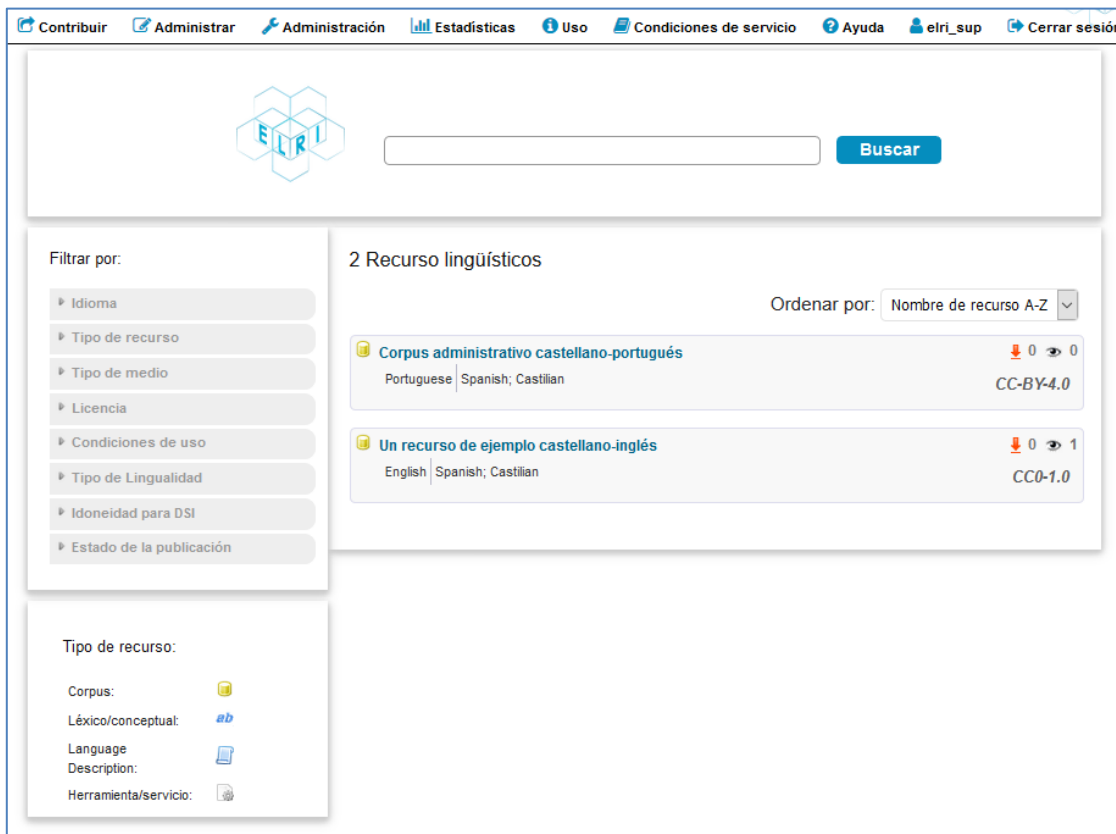 Contribuir Administrar Administración Estadísticas Uso Condiciones de servicio Ayuda elri_sup Cerrar sesión
ELRI
Buscar
Filtrar por:
Idioma
Tipo de recurso
Tipo de medio
Licencia
Condiciones de uso
Tipo de Lingualidad
Idoneidad para DSI
Estado de la publicación
2 Recurso lingüísticos
Ordenar por: Nombre de recurso A-Z
Corpus administrativo castellano-portugués 0 0
Portuguese Spanish; Castilian CC-BY-4.0
Un recurso de ejemplo castellano-inglés 0 1
English Spanish; Castilian CC0-1.0
Tipo de recurso:
Corpus:
Léxico/conceptual: ab
Language
Description:
Herramienta/servicio: